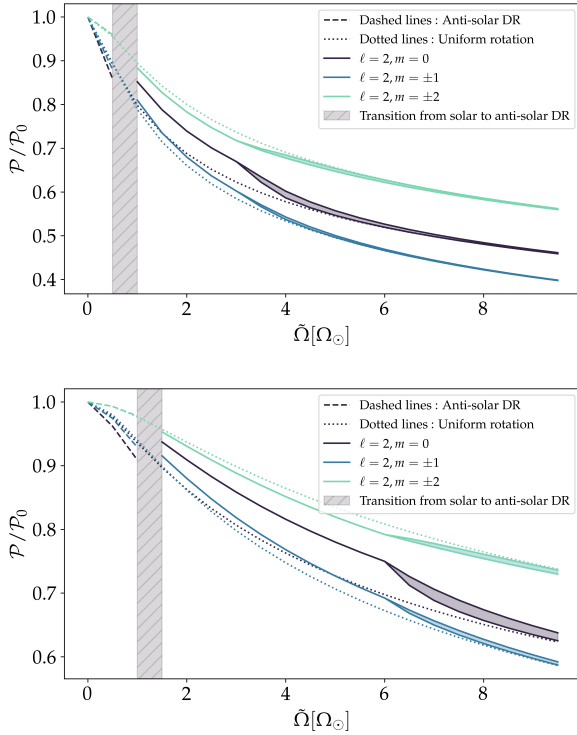 1.0
0.9
0.8
0.7
0.6
0.5
0.4
𝒫/𝒫₀
Dashed lines : Anti-solar DR
Dotted lines : Uniform rotation
ℓ = 2, m = 0
ℓ = 2, m = ±1
ℓ = 2, m = ±2
Transition from solar to anti-solar DR
0 2 4 6 8
Ω̃[Ω☉]
1.0
0.9
0.8
0.7
0.6
𝒫/𝒫₀
Dashed lines : Anti-solar DR
Dotted lines : Uniform rotation
ℓ = 2, m = 0
ℓ = 2, m = ±1
ℓ = 2, m = ±2
Transition from solar to anti-solar DR
0 2 4 6 8
Ω̃[Ω☉]